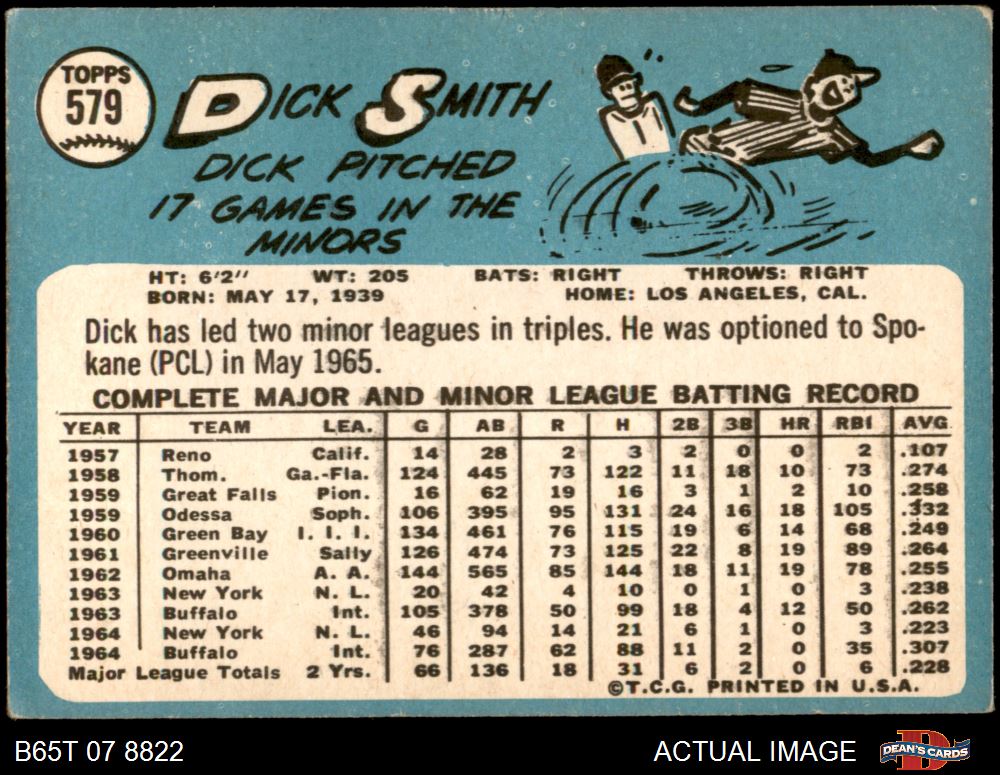 TOPPS
579
DICK SMITH
DICK PITCHED
17 GAMES IN THE
MINORS
HT: 6'2" WT: 205 BATS: RIGHT THROWS: RIGHT
BORN: MAY 17, 1939 HOME: LOS ANGELES, CAL.
Dick has led two minor leagues in triples. He was optioned to Spo-
kane (PCL) in May 1965.
COMPLETE MAJOR AND MINOR LEAGUE BATTING RECORD
YEAR TEAM LEA. G AB R H 2B 3B HR RBI AVG.
1957 Reno Calif. 14 28 2 3 2 0 0 2 .107
1958 Thom. Ga.-Fla. 124 445 73 122 11 18 10 73 .274
1959 Great Falls Pion. 16 62 19 16 3 1 2 10 .258
1959 Odessa Soph. 106 395 95 131 24 16 18 105 .332
1960 Green Bay I. I. I. 134 461 76 115 19 6 14 68 .249
1961 Greenville Sally 126 474 73 125 22 8 19 89 .264
1962 Omaha A. A. 144 565 85 144 18 11 19 78 .255
1963 New York N. L. 20 42 4 10 0 1 0 3 .238
1963 Buffalo Int. 105 378 50 99 18 4 12 50 .262
1964 New York N. L. 46 94 14 21 6 1 0 3 .223
1964 Buffalo Int. 76 287 62 88 11 2 0 35 .307
Major League Totals 2 Yrs. 66 136 18 31 6 2 0 6 .228
©T.C.G. PRINTED IN U.S.A.
B65T 07 8822 ACTUAL IMAGE DEAN'S CARDS